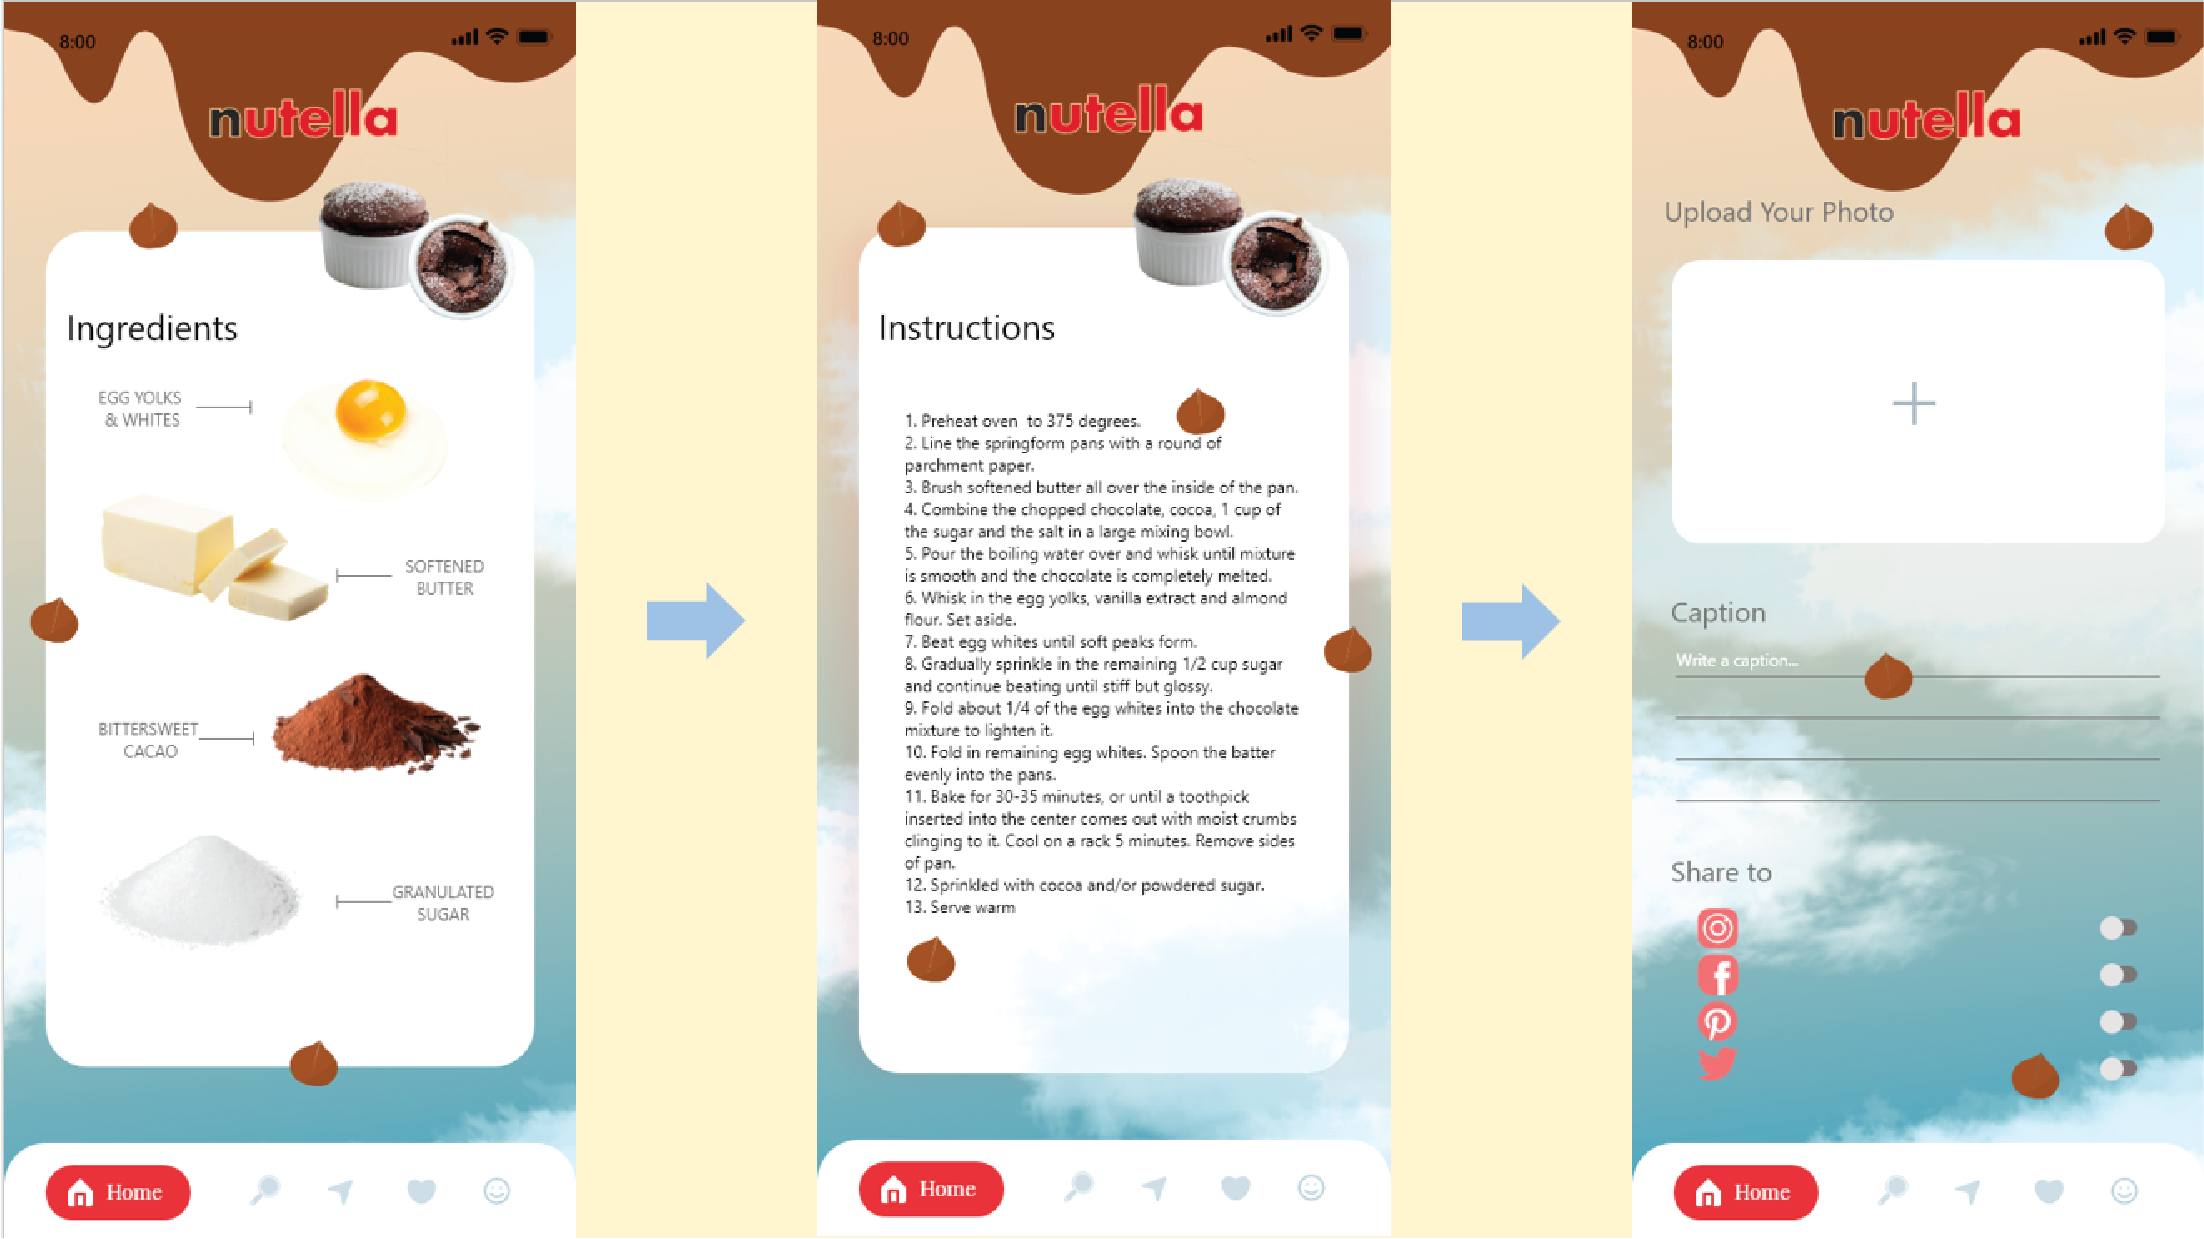 8:00
nutella
Ingredients
EGG YOLKS
& WHITES
SOFTENED
BUTTER
BITTERSWEET
CACAO
GRANULATED
SUGAR
Home
8:00
nutella
Instructions
1. Preheat oven  to 375 degrees.
2. Line the springform pans with a round of
parchment paper.
3. Brush softened butter all over the inside of the pan.
4. Combine the chopped chocolate, cocoa, 1 cup of
the sugar and the salt in a large mixing bowl.
5. Pour the boiling water over and whisk until mixture
is smooth and the chocolate is completely melted.
6. Whisk in the egg yolks, vanilla extract and almond
flour. Set aside.
7. Beat egg whites until soft peaks form.
8. Gradually sprinkle in the remaining 1/2 cup sugar
and continue beating until stiff but glossy.
9. Fold about 1/4 of the egg whites into the chocolate
mixture to lighten it.
10. Fold in remaining egg whites. Spoon the batter
evenly into the pans.
11. Bake for 30-35 minutes, or until a toothpick
inserted into the center comes out with moist crumbs
clinging to it. Cool on a rack 5 minutes. Remove sides
of pan.
12. Sprinkled with cocoa and/or powdered sugar.
13. Serve warm
Home
8:00
nutella
Upload Your Photo
Caption
Write a caption...
Share to
Home